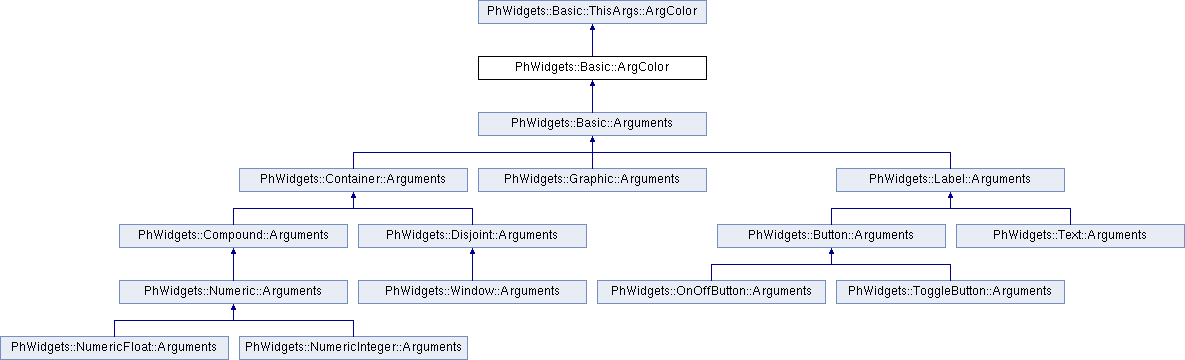 PhWidgets::Basic::ThisArgs::ArgColor
PhWidgets::Basic::ArgColor
PhWidgets::Basic::Arguments
PhWidgets::Container::Arguments
PhWidgets::Graphic::Arguments
PhWidgets::Label::Arguments
PhWidgets::Compound::Arguments
PhWidgets::Disjoint::Arguments
PhWidgets::Button::Arguments
PhWidgets::Text::Arguments
PhWidgets::Numeric::Arguments
PhWidgets::Window::Arguments
PhWidgets::OnOffButton::Arguments
PhWidgets::ToggleButton::Arguments
PhWidgets::NumericFloat::Arguments
PhWidgets::NumericInteger::Arguments